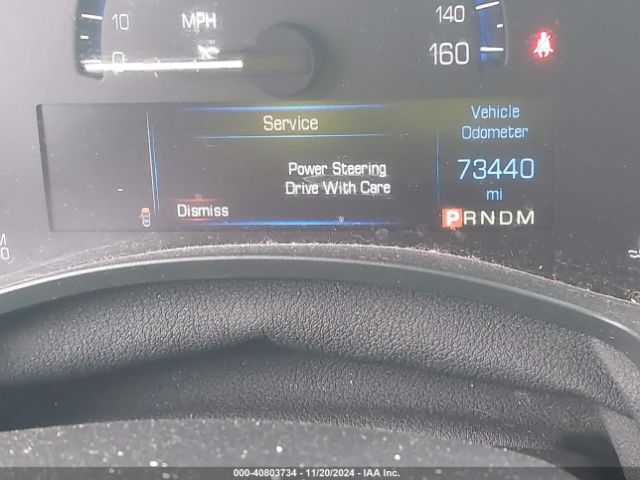 10
MPH
0
140
160
Service
Vehicle
Odometer
Power Steering
Drive With Care
73440
mi
Dismiss
PRNDM
000-40803734 - 11/20/2024 - IAA Inc.